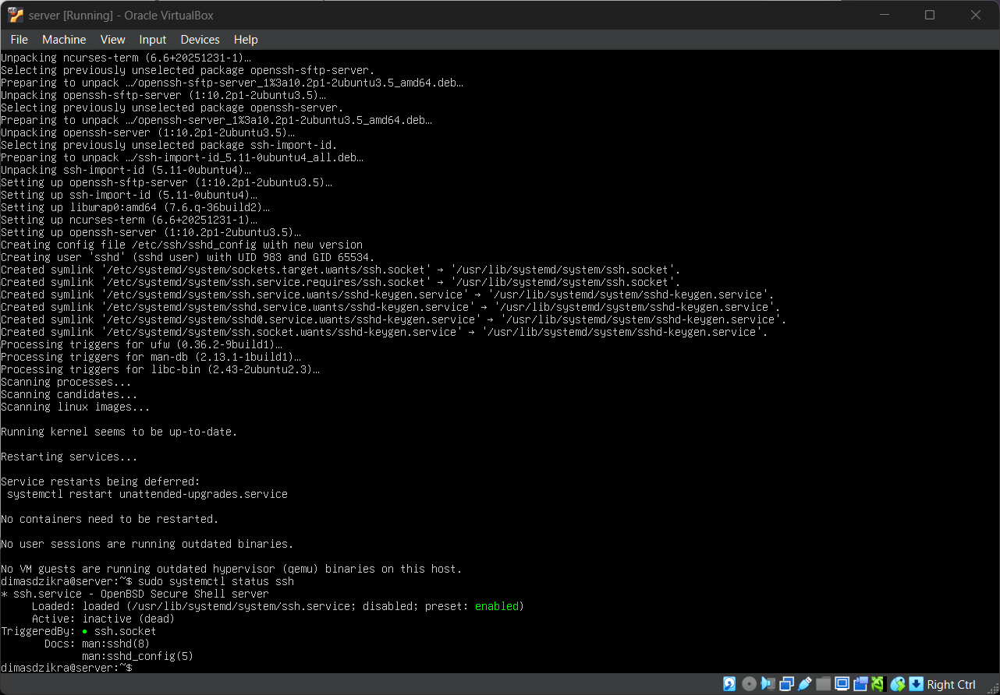 server [Running] - Oracle VirtualBox
File Machine View Input Devices Help
Unpacking ncurses-term (6.6+20251231-1)…
Selecting previously unselected package openssh-sftp-server.
Preparing to unpack …/openssh-sftp-server_1%3a10.2p1-2ubuntu3.5_amd64.deb…
Unpacking openssh-sftp-server (1:10.2p1-2ubuntu3.5)…
Selecting previously unselected package openssh-server.
Preparing to unpack …/openssh-server_1%3a10.2p1-2ubuntu3.5_amd64.deb…
Unpacking openssh-server (1:10.2p1-2ubuntu3.5)…
Selecting previously unselected package ssh-import-id.
Preparing to unpack …/ssh-import-id_5.11-0ubuntu4_all.deb…
Unpacking ssh-import-id (5.11-0ubuntu4)…
Setting up openssh-sftp-server (1:10.2p1-2ubuntu3.5)…
Setting up ssh-import-id (5.11-0ubuntu4)…
Setting up libwrap0:amd64 (7.6.q-36build2)…
Setting up ncurses-term (6.6+20251231-1)…
Setting up openssh-server (1:10.2p1-2ubuntu3.5)…
Creating config file /etc/ssh/sshd_config with new version
Creating user 'sshd' (sshd user) with UID 983 and GID 65534.
Created symlink '/etc/systemd/system/sockets.target.wants/ssh.socket' → '/usr/lib/systemd/system/ssh.socket'.
Created symlink '/etc/systemd/system/ssh.service.requires/ssh.socket' → '/usr/lib/systemd/system/ssh.socket'.
Created symlink '/etc/systemd/system/ssh.service.wants/sshd-keygen.service' → '/usr/lib/systemd/system/sshd-keygen.service'.
Created symlink '/etc/systemd/system/sshd.service.wants/sshd-keygen.service' → '/usr/lib/systemd/system/sshd-keygen.service'.
Created symlink '/etc/systemd/system/sshd@.service.wants/sshd-keygen.service' → '/usr/lib/systemd/system/sshd-keygen.service'.
Created symlink '/etc/systemd/system/ssh.socket.wants/sshd-keygen.service' → '/usr/lib/systemd/system/sshd-keygen.service'.
Processing triggers for ufw (0.36.2-9build1)…
Processing triggers for man-db (2.13.1-1build1)…
Processing triggers for libc-bin (2.43-2ubuntu2.3)…
Scanning processes...
Scanning candidates...
Scanning linux images...
Running kernel seems to be up-to-date.
Restarting services...
Service restarts being deferred:
 systemctl restart unattended-upgrades.service
No containers need to be restarted.
No user sessions are running outdated binaries.
No VM guests are running outdated hypervisor (qemu) binaries on this host.
dimasdzikra@server:~$ sudo systemctl status ssh
* ssh.service - OpenBSD Secure Shell server
     Loaded: loaded (/usr/lib/systemd/system/ssh.service; disabled; preset: enabled)
     Active: inactive (dead)
TriggeredBy: ● ssh.socket
       Docs: man:sshd(8)
             man:sshd_config(5)
dimasdzikra@server:~$
Right Ctrl